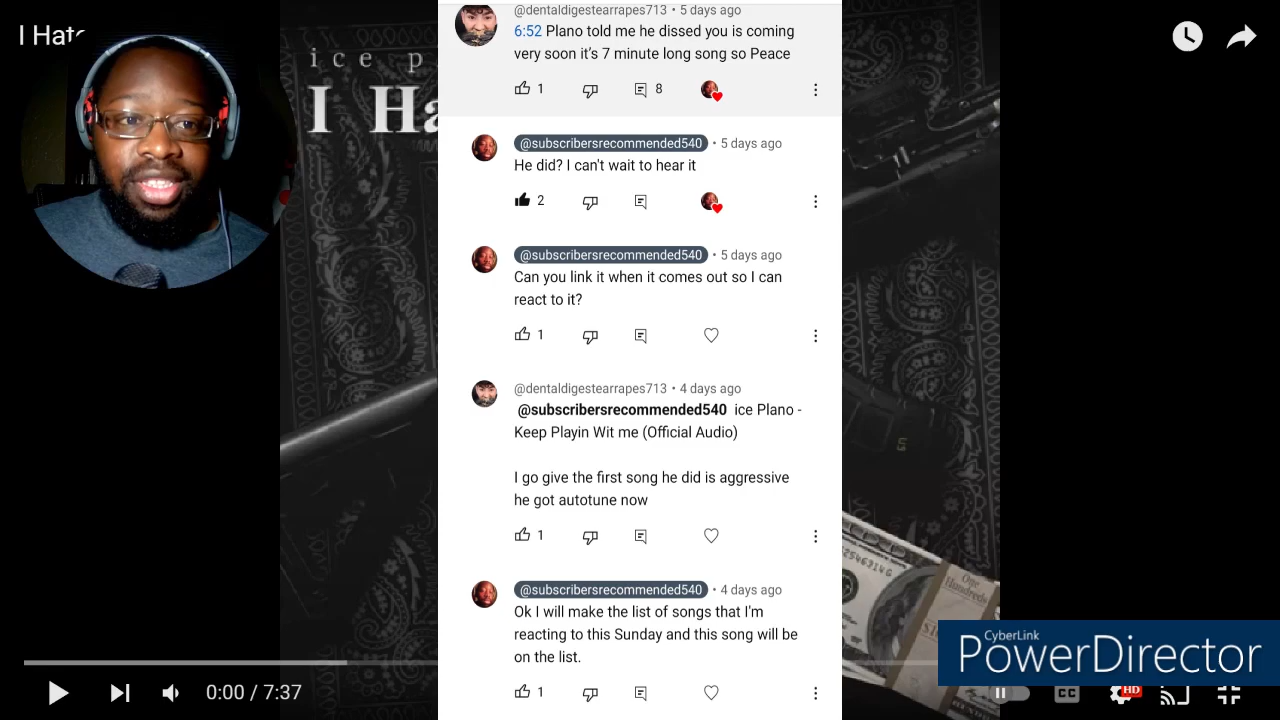 I Hate
ice p
I Ha
@dentaldigestearrapes713 • 5 days ago
6:52 Plano told me he dissed you is coming
very soon it's 7 minute long song so Peace
1
8
@subscribersrecommended540 • 5 days ago
He did? I can't wait to hear it
2
@subscribersrecommended540 • 5 days ago
Can you link it when it comes out so I can
react to it?
1
@dentaldigestearrapes713 • 4 days ago
@subscribersrecommended540 ice Plano -
Keep Playin Wit me (Official Audio)
I go give the first song he did is aggressive
he got autotune now
1
@subscribersrecommended540 • 4 days ago
Ok I will make the list of songs that I'm
reacting to this Sunday and this song will be
on the list.
1
0:00 / 7:37
CC
HD
CyberLink
PowerDirector